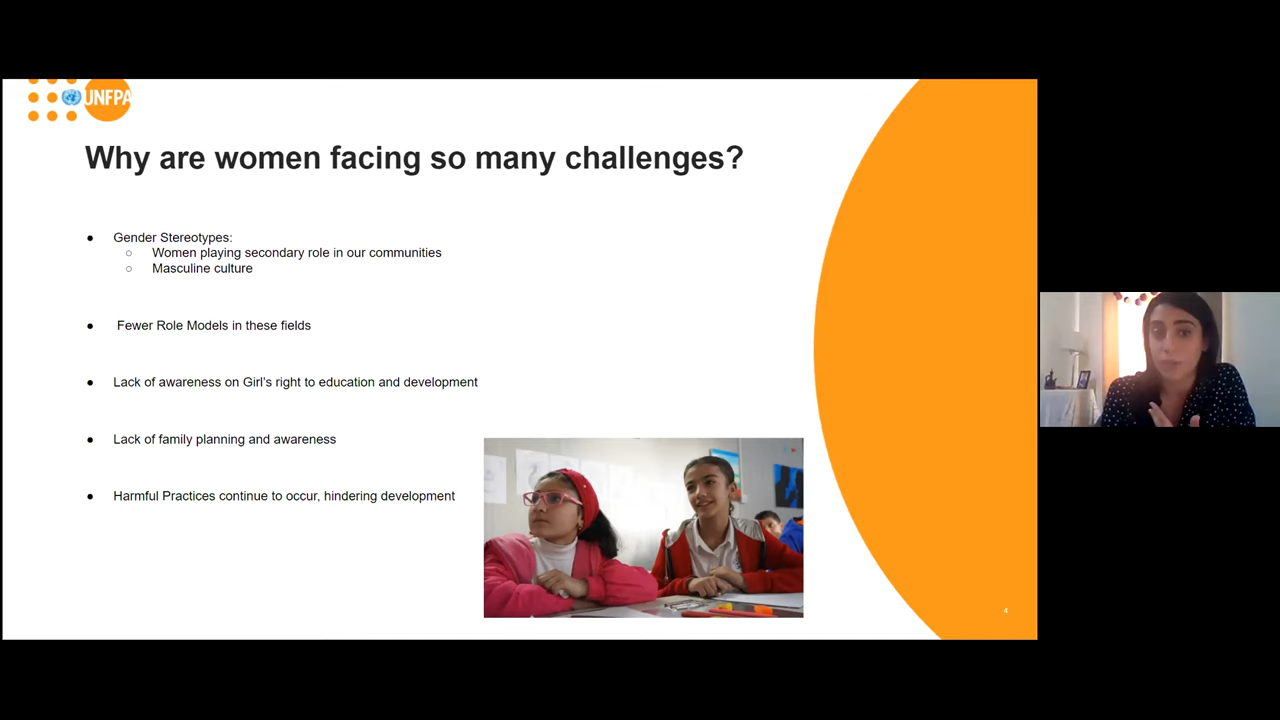 UNFPA
Why are women facing so many challenges?
● Gender Stereotypes:
○ Women playing secondary role in our communities
○ Masculine culture
● Fewer Role Models in these fields
● Lack of awareness on Girl's right to education and development
● Lack of family planning and awareness
● Harmful Practices continue to occur, hindering development
4